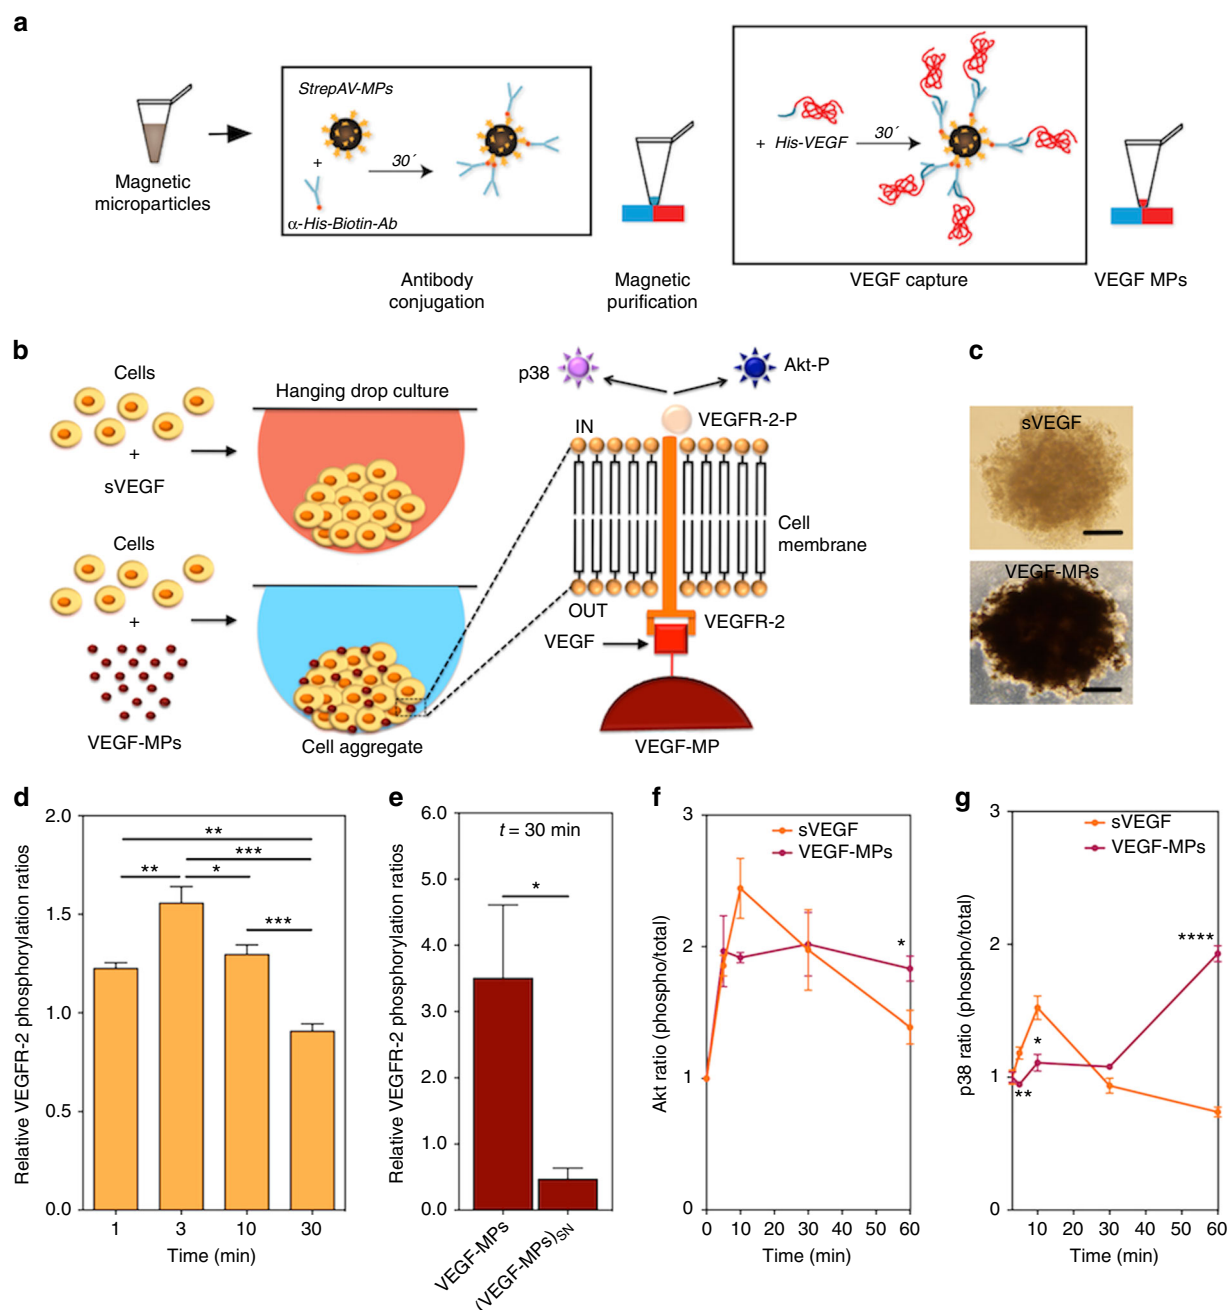 a
StrepAV-MPs
+
30´
α-His-Biotin-Ab
Magnetic
microparticles
Antibody
conjugation
Magnetic
purification
+ His-VEGF
30´
VEGF capture
VEGF MPs
b
Cells
+
sVEGF
Cells
+
VEGF-MPs
Hanging drop culture
Cell aggregate
p38
Akt-P
VEGFR-2-P
IN
Cell
membrane
OUT
VEGFR-2
VEGF
VEGF-MP
c
sVEGF
VEGF-MPs
d
Relative VEGFR-2 phosphorylation ratios
2.0
1.5
1.0
0.5
0.0
**
***
** *
***
1 3 10 30
Time (min)
e
Relative VEGFR-2 phosphorylation ratios
6.0
5.0
4.0
3.0
2.0
1.0
0.0
t = 30 min
*
VEGF-MPs
(VEGF-MPs)SN
f
Akt ratio (phospho/total)
3
2
1
0
sVEGF
VEGF-MPs
*
0 10 20 30 40 50 60
Time (min)
g
p38 ratio (phospho/total)
3
2
1
0
sVEGF
VEGF-MPs
****
*
**
10 20 30 40 50 60
Time (min)